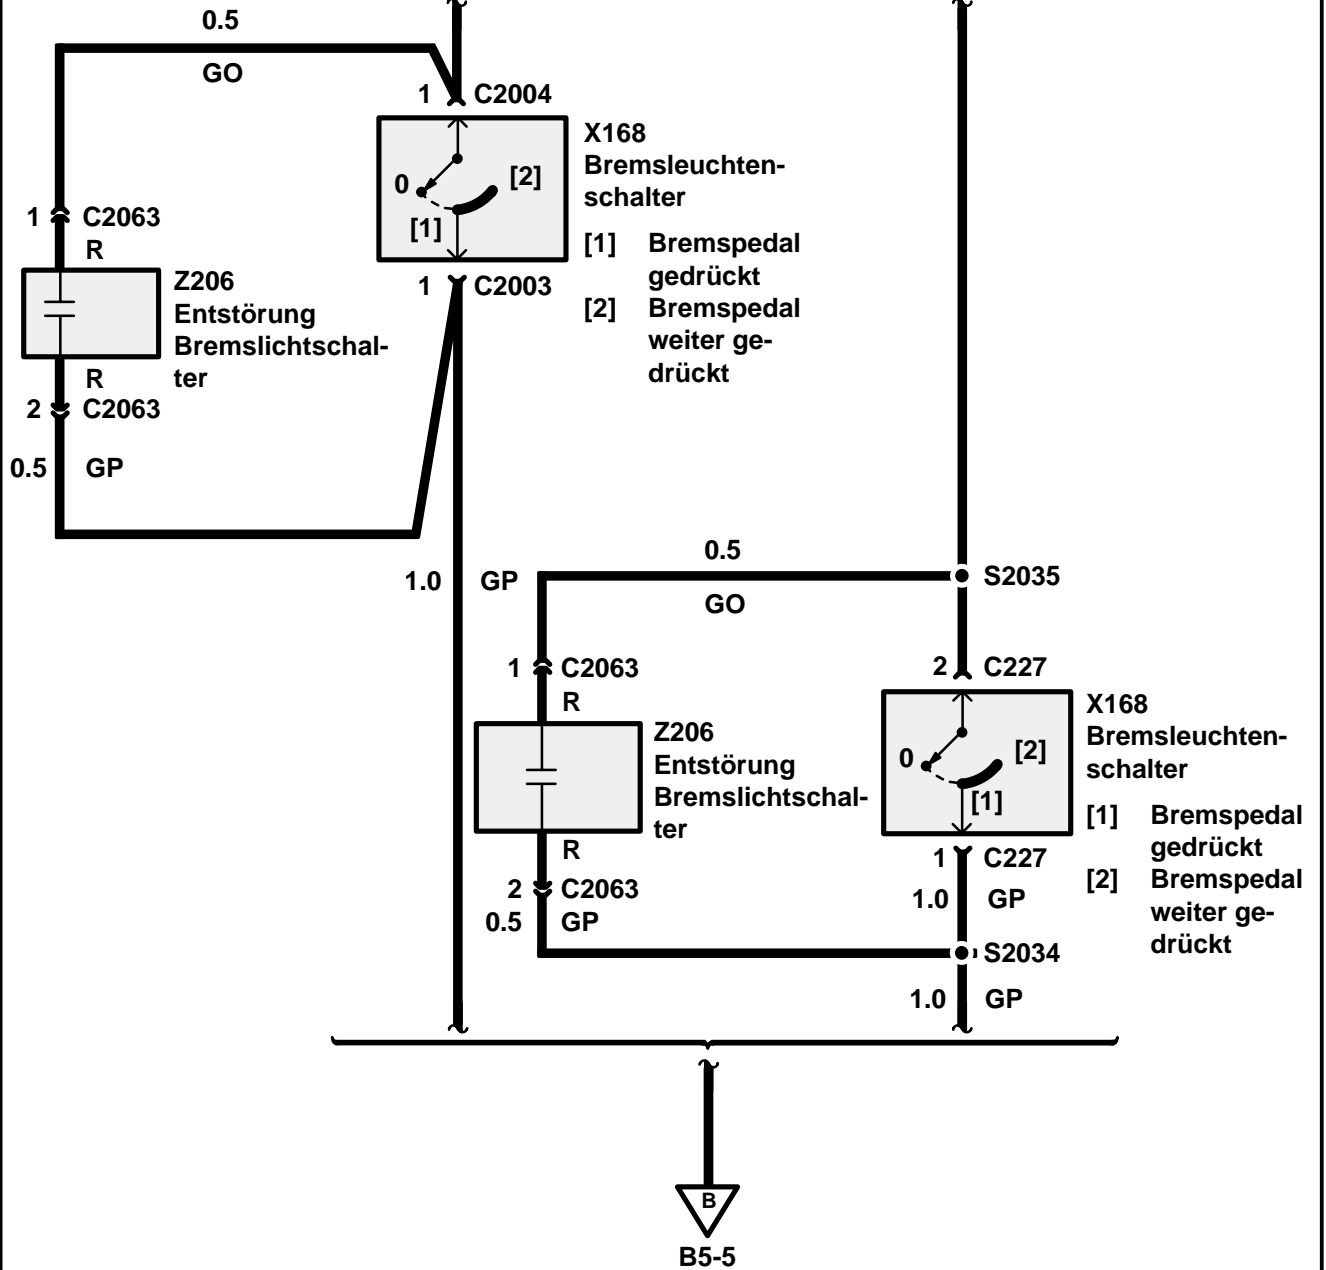 0.5
GO
1 C2004
X168
Bremsleuchten-
schalter
0
[2]
[1]
[1] Bremspedal
gedrückt
[2] Bremspedal
weiter ge-
drückt
1 C2003
1 C2063
R
Z206
Entstörung
Bremslichtschal-
ter
R
2 C2063
0.5 GP
1.0 GP
0.5
GO
S2035
1 C2063
R
Z206
Entstörung
Bremslichtschal-
ter
R
2 C2063
0.5 GP
2 C227
X168
Bremsleuchten-
schalter
0
[2]
[1]
[1] Bremspedal
gedrückt
[2] Bremspedal
weiter ge-
drückt
1 C227
1.0 GP
S2034
1.0 GP
B
B5-5